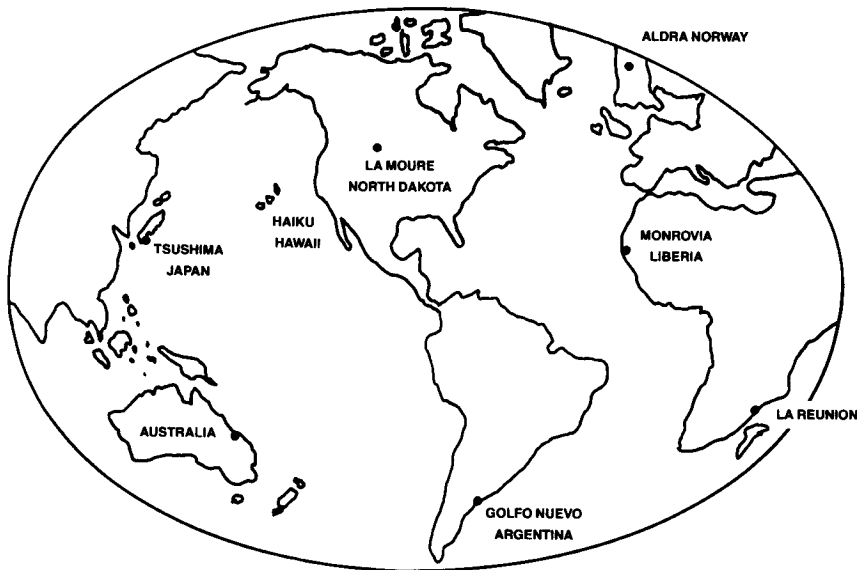 ALDRA NORWAY
LA MOURE
NORTH DAKOTA
HAIKU
HAWAII
TSUSHIMA
JAPAN
MONROVIA
LIBERIA
AUSTRALIA
LA REUNION
GOLFO NUEVO
ARGENTINA